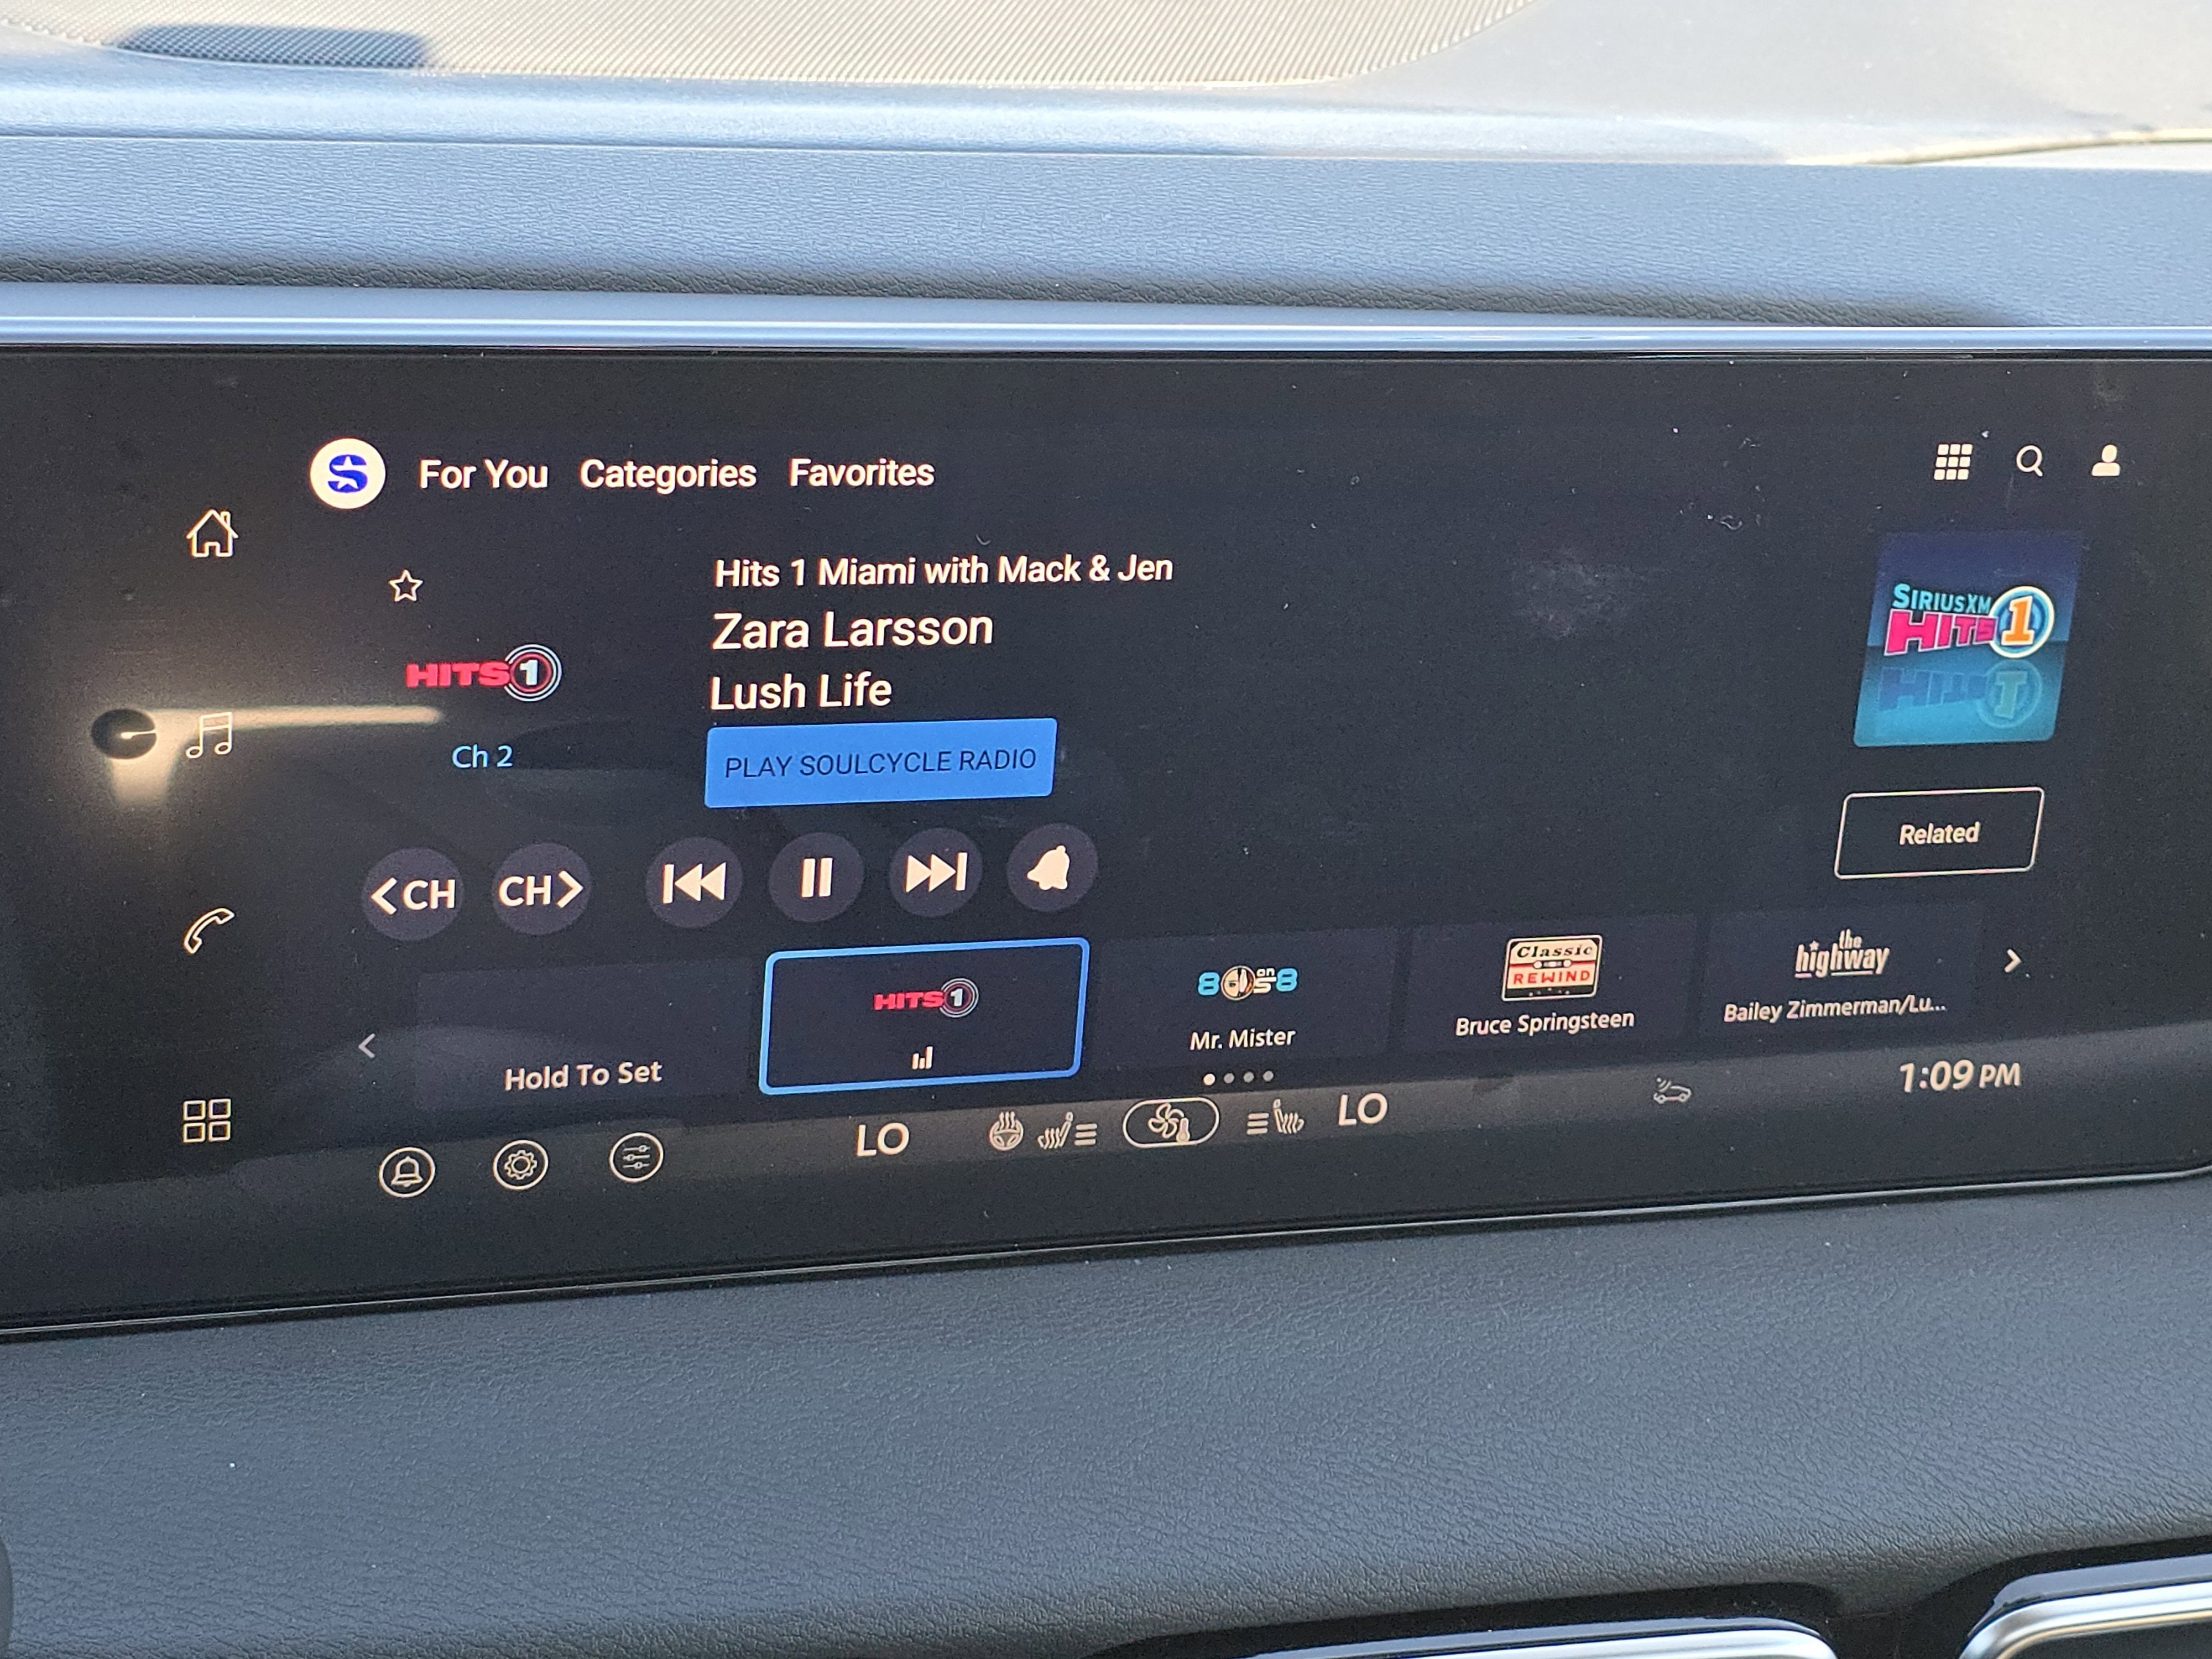 For You Categories Favorites
Hits 1 Miami with Mack & Jen
Zara Larsson
Lush Life
HITS 1
Ch 2
PLAY SOULCYCLE RADIO
SIRIUSXM
HITS 1
Related
<CH CH>
HITS 1
80s on 8
Mr. Mister
Classic
REWIND
Bruce Springsteen
the
highway
Bailey Zimmerman/Lu...
Hold To Set
LO LO
1:09 PM